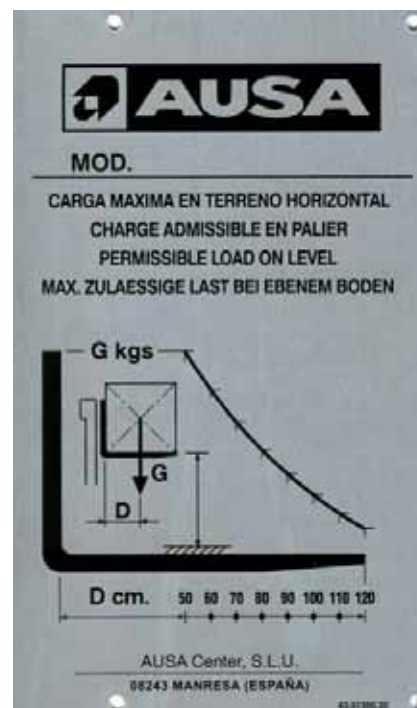 AUSA
MOD.
CARGA MAXIMA EN TERRENO HORIZONTAL
CHARGE ADMISSIBLE EN PALIER
PERMISSIBLE LOAD ON LEVEL
MAX. ZULAESSIGE LAST BEI EBENEM BODEN
G kgs
G
D
D cm. 50 60 70 80 90 100 110 120
AUSA Center, S.L.U.
08243 MANRESA (ESPAÑA)